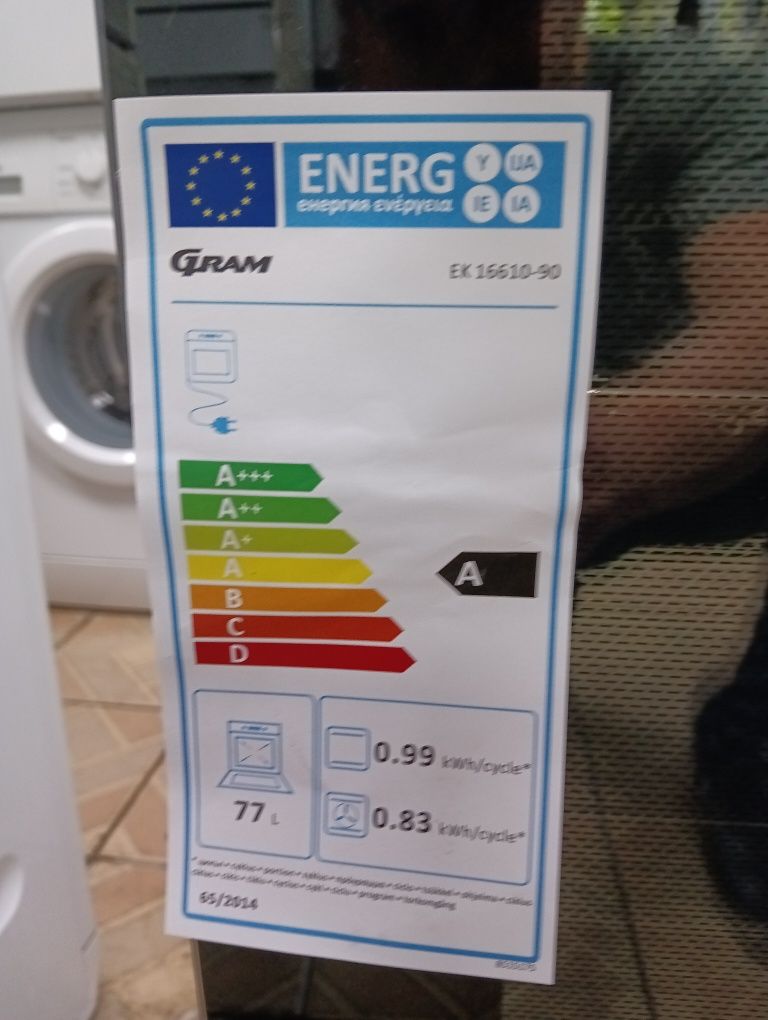 ENERG Y UA
енергия ενέργεια IE IA
GRAM
EK 16610-90
A+++
A++
A+
A
A
B
C
D
0.99 kWh/cycle*
77 L
0.83 kWh/cycle*
65/2014